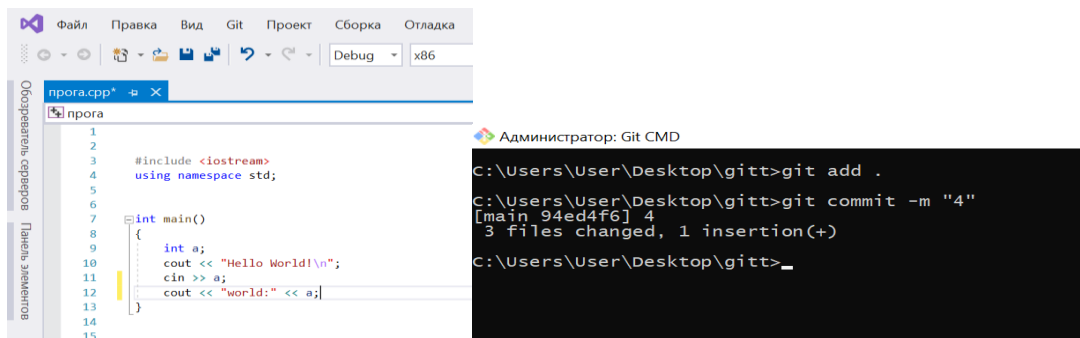 Файл Правка Вид Git Проект Сборка Отладка
Debug x86
Обозреватель серверов
Панель элементов
прога.cpp*
прога
1
2
3 #include <iostream>
4 using namespace std;
5
6
7 int main()
8 {
9 int a;
10 cout << "Hello World!\n";
11 cin >> a;
12 cout << "world:" << a;
13 }
14
15
Администратор: Git CMD
C:\Users\User\Desktop\gitt>git add .
C:\Users\User\Desktop\gitt>git commit -m "4"
[main 94ed4f6] 4
3 files changed, 1 insertion(+)
C:\Users\User\Desktop\gitt>